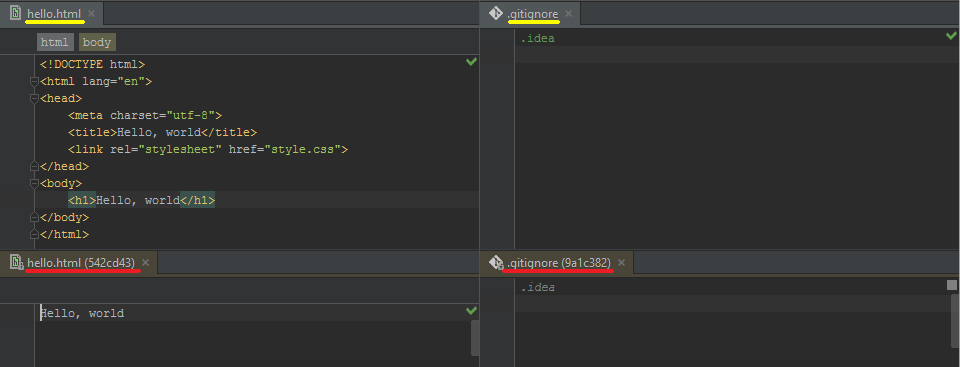 hello.html
html body
<!DOCTYPE html>
<html lang="en">
<head>
<meta charset="utf-8">
<title>Hello, world</title>
<link rel="stylesheet" href="style.css">
</head>
<body>
<h1>Hello, world</h1>
</body>
</html>
.gitignore
.idea
hello.html (542cd43)
Hello, world
.gitignore (9a1c382)
.idea